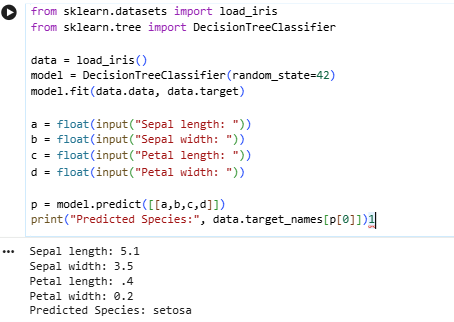 from sklearn.datasets import load_iris
from sklearn.tree import DecisionTreeClassifier

data = load_iris()
model = DecisionTreeClassifier(random_state=42)
model.fit(data.data, data.target)

a = float(input("Sepal length: "))
b = float(input("Sepal width: "))
c = float(input("Petal length: "))
d = float(input("Petal width: "))

p = model.predict([[a,b,c,d]])
print("Predicted Species:", data.target_names[p[0]])1
Sepal length: 5.1
Sepal width: 3.5
Petal length: .4
Petal width: 0.2
Predicted Species: setosa